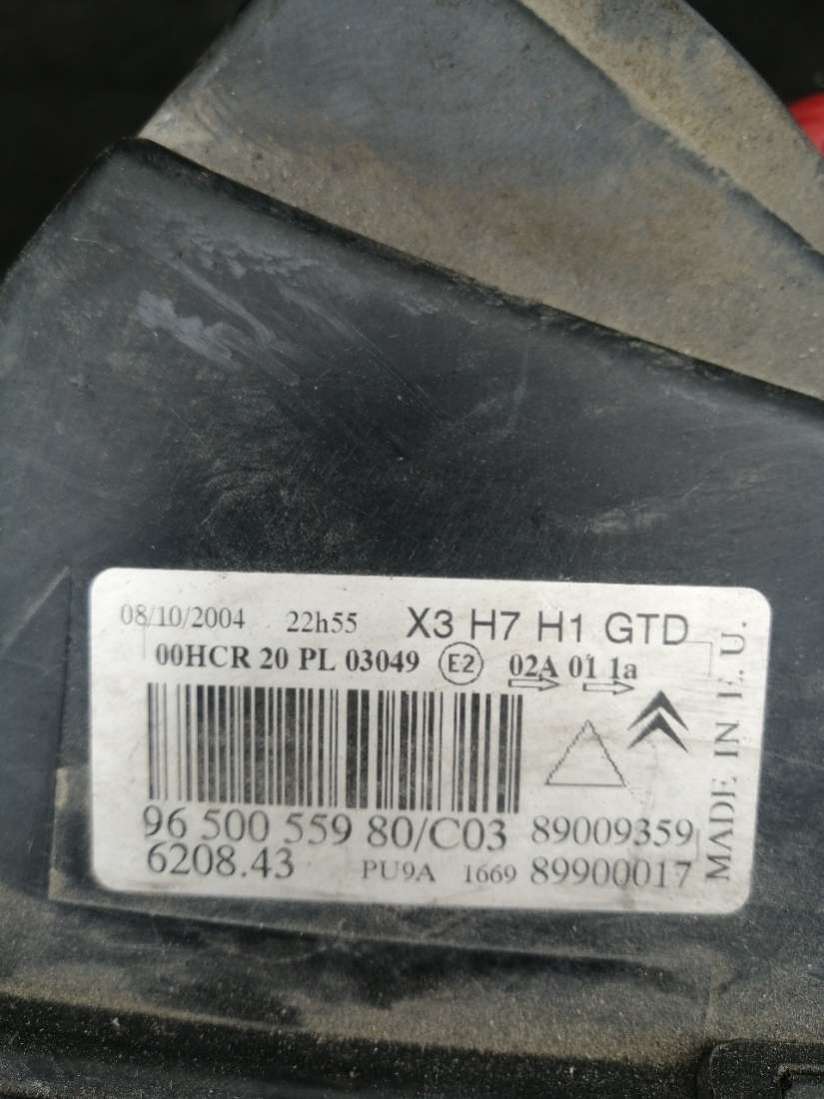 08/10/2004 22h55 X3 H7 H1 GTD
00HCR 20 PL 03049 E2 02A 01 1a
96 500 559 80/C03 89009359
6208.43 PU9A 1669 89900017
MADE IN E.U.